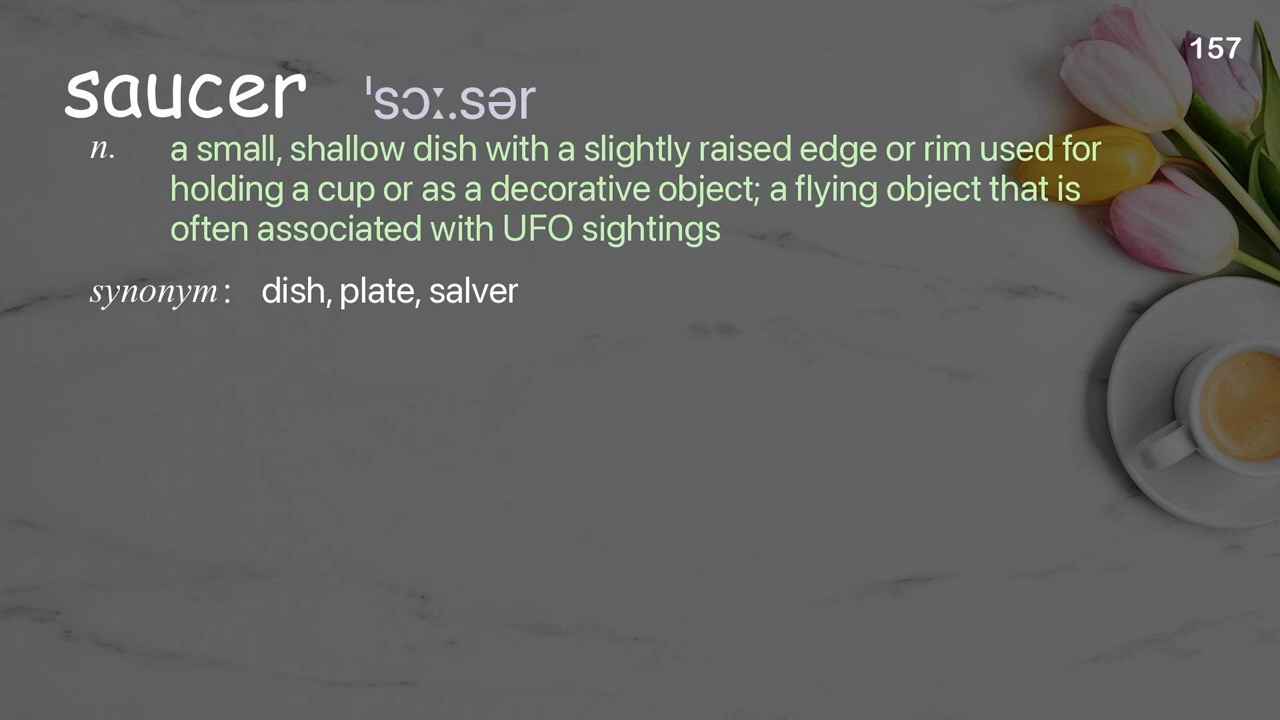 157
saucer ˈsɔː.sər
n. a small, shallow dish with a slightly raised edge or rim used for
holding a cup or as a decorative object; a flying object that is
often associated with UFO sightings
synonym: dish, plate, salver